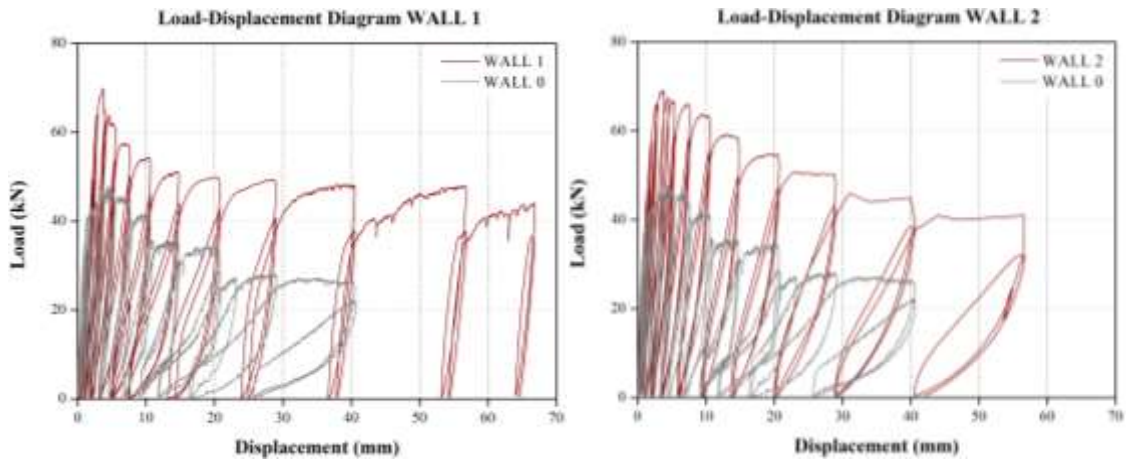 Load-Displacement Diagram WALL 1
80
60
40
20
0
Load (kN)
WALL 1
WALL 0
0 10 20 30 40 50 60 70
Displacement (mm)
Load-Displacement Diagram WALL 2
80
60
40
20
0
Load (kN)
WALL 2
WALL 0
0 10 20 30 40 50 60 70
Displacement (mm)